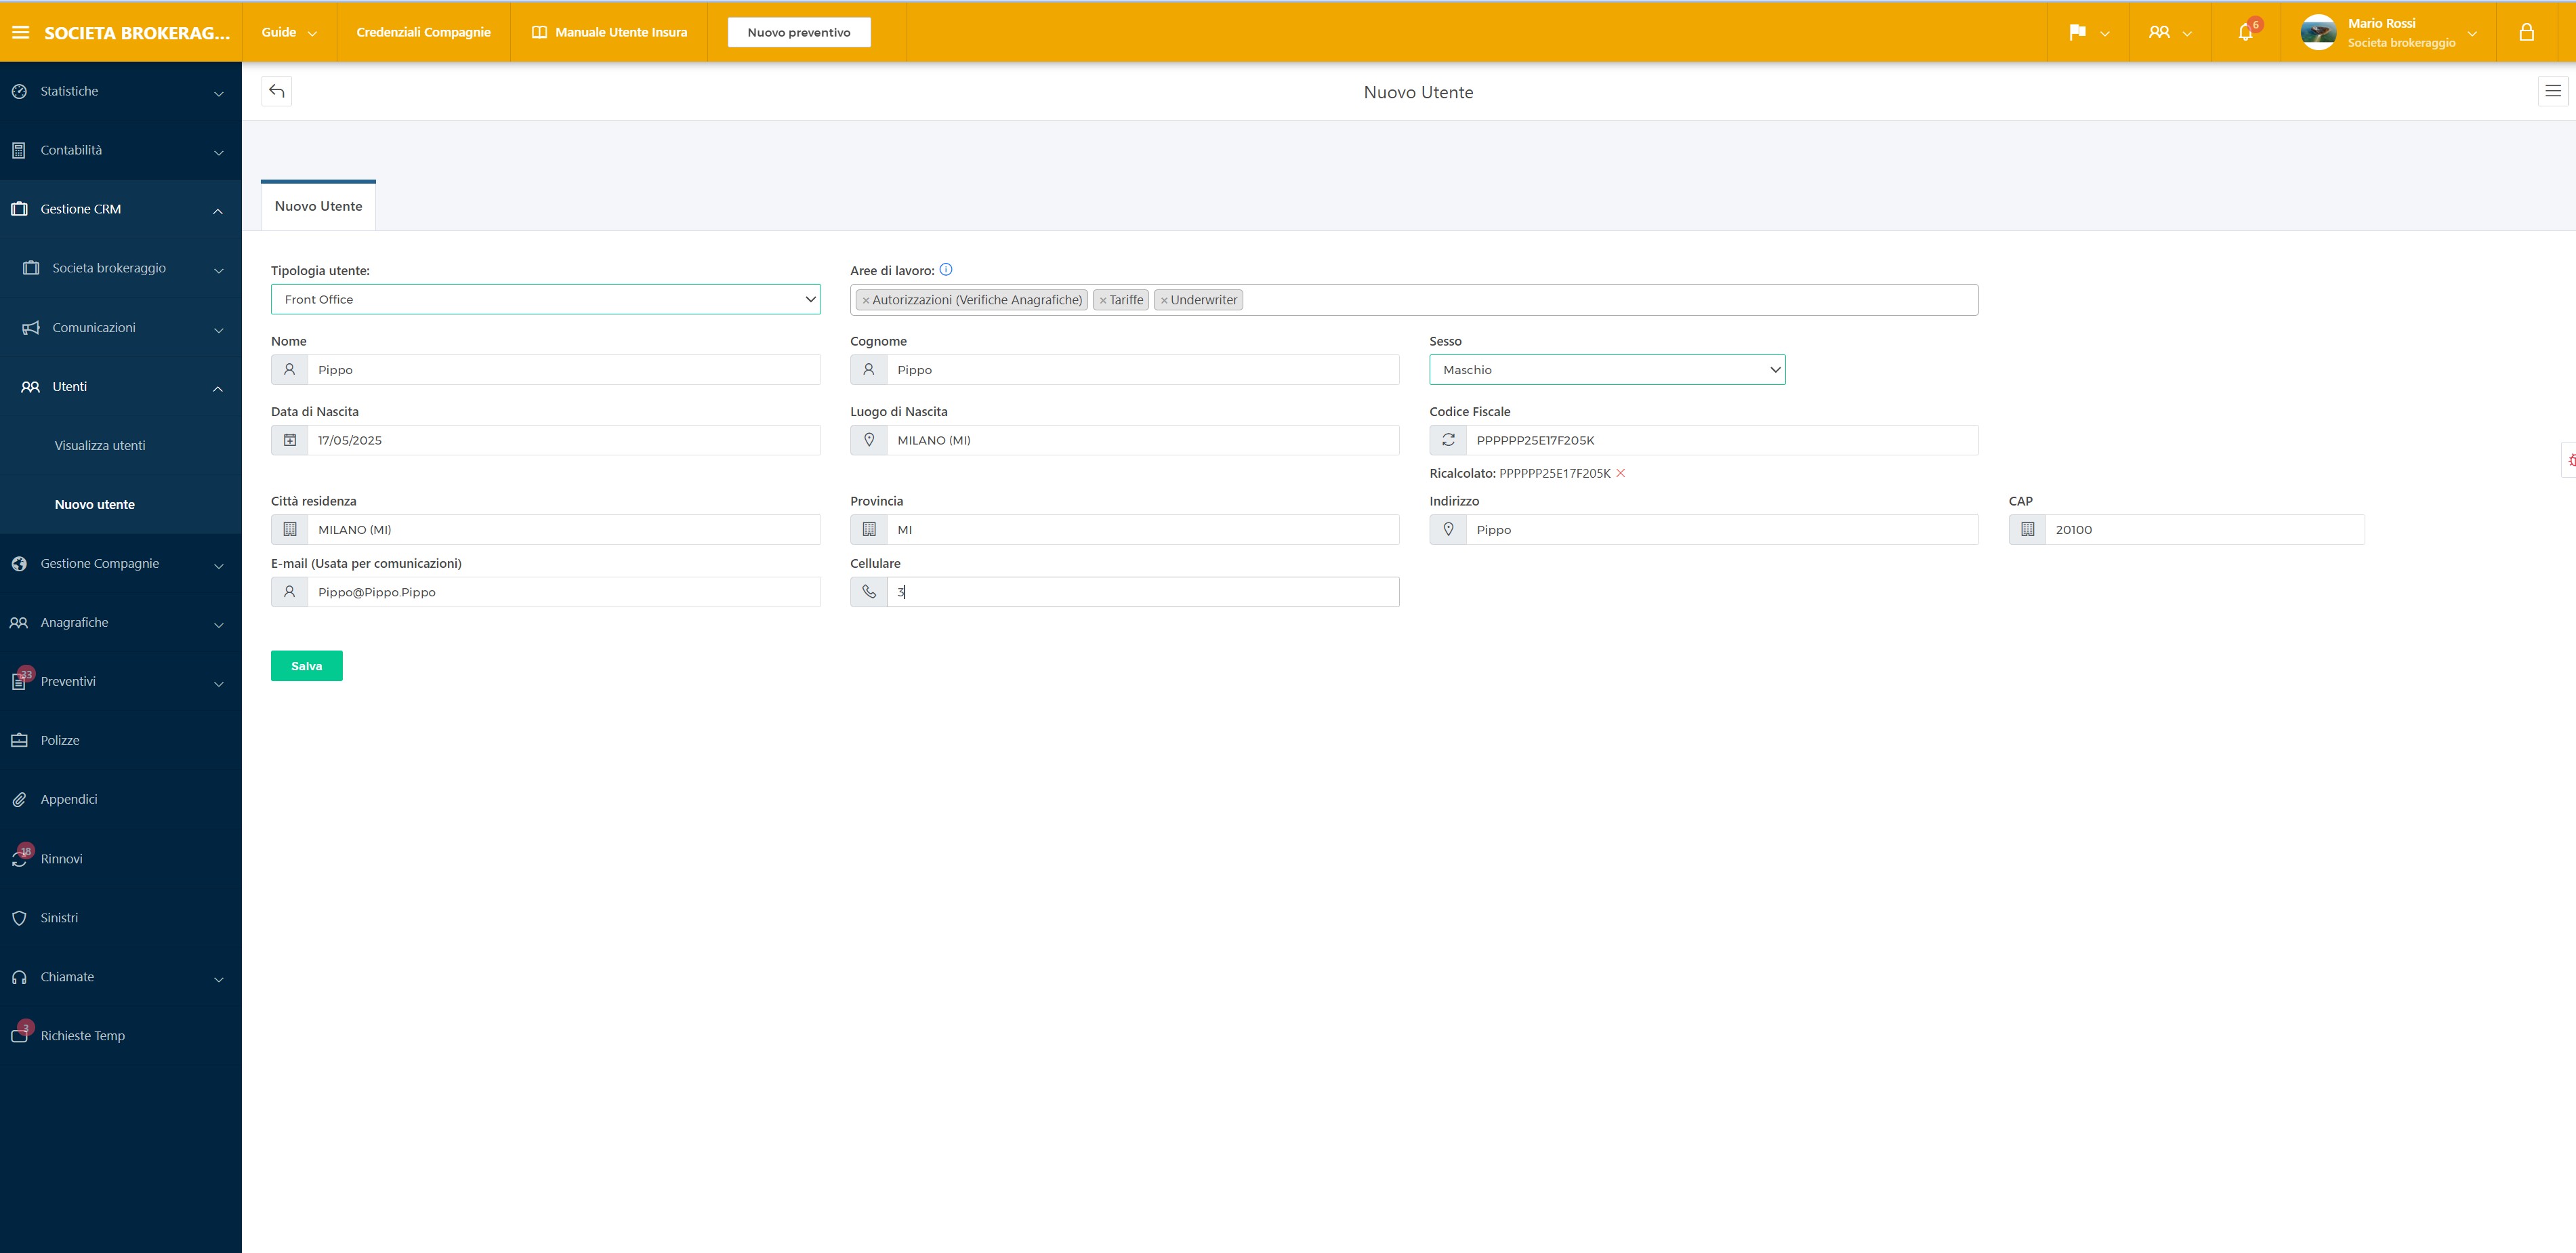 SOCIETA BROKERAG...
Guide
Credenziali Compagnie
Manuale Utente Insura
Nuovo preventivo
6
Mario Rossi
Societa brokeraggio
Statistiche
Contabilità
Gestione CRM
Societa brokeraggio
Comunicazioni
Utenti
Visualizza utenti
Nuovo utente
Gestione Compagnie
Anagrafiche
23
Preventivi
Polizze
Appendici
18
Rinnovi
Sinistri
Chiamate
3
Richieste Temp
Nuovo Utente
Nuovo Utente
Tipologia utente:
Front Office
Aree di lavoro:
× Autorizzazioni (Verifiche Anagrafiche) × Tariffe × Underwriter
Nome
Pippo
Cognome
Pippo
Sesso
Maschio
Data di Nascita
17/05/2025
Luogo di Nascita
MILANO (MI)
Codice Fiscale
PPPPPP25E17F205K
Ricalcolato: PPPPPP25E17F205K
Città residenza
MILANO (MI)
Provincia
MI
Indirizzo
Pippo
CAP
20100
E-mail (Usata per comunicazioni)
Pippo@Pippo.Pippo
Cellulare
3
Salva